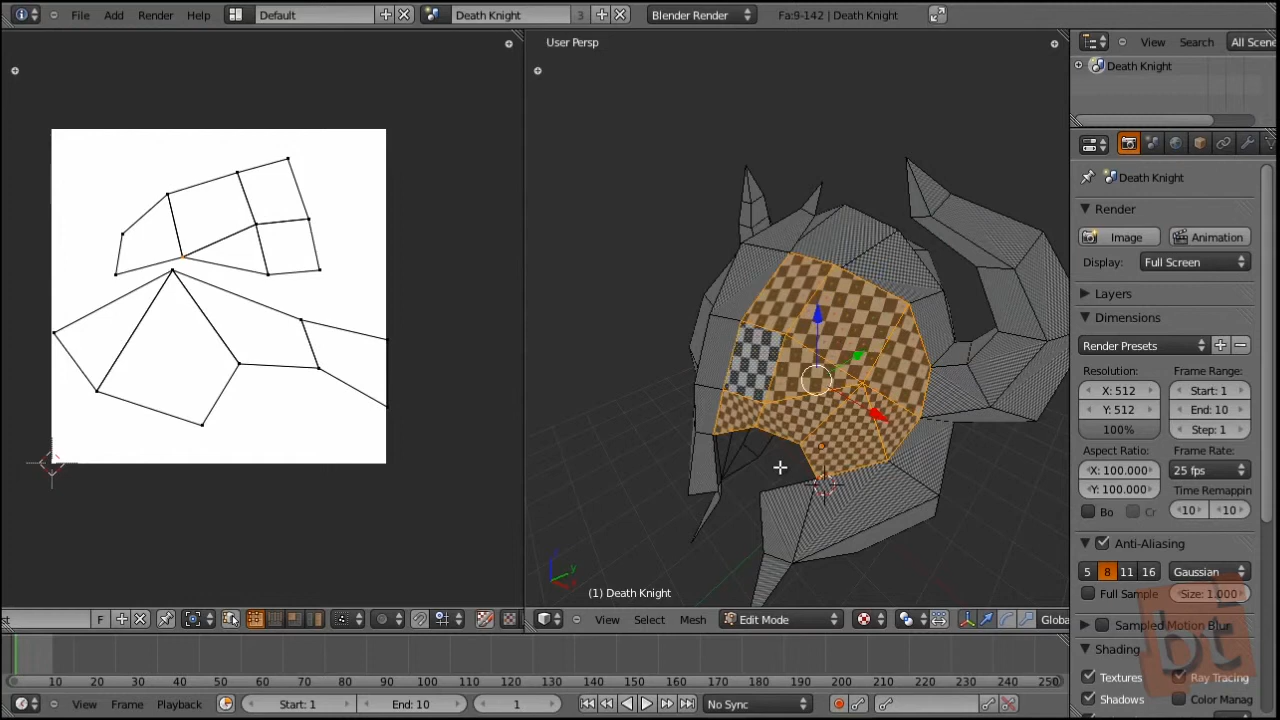 File Add Render Help Default Death Knight 3 Blender Render Fa:9-142 | Death Knight
User Persp
View Search All Scene
Death Knight
Death Knight
Render
Image Animation
Display: Full Screen
Layers
Dimensions
Render Presets
Resolution: Frame Range:
X: 512 Start: 1
Y: 512 End: 10
100% Step: 1
Aspect Ratio: Frame Rate:
X: 100.000 25 fps
Y: 100.000 Time Remappin
Bo Cr 10 10
Anti-Aliasing
5 8 11 16 Gaussian
Full Sample Size: 1.000
Sampled Motion Blur
Shading
Textures Ray Tracing
Shadows Color Manag
bt
z y x
(1) Death Knight
st F View Select Mesh Edit Mode Global
10 20 30 40 50 60 70 80 90 100 110 120 130 140 150 160 170 180 190 200 210 220 230 240 250
View Frame Playback Start: 1 End: 10 1 No Sync